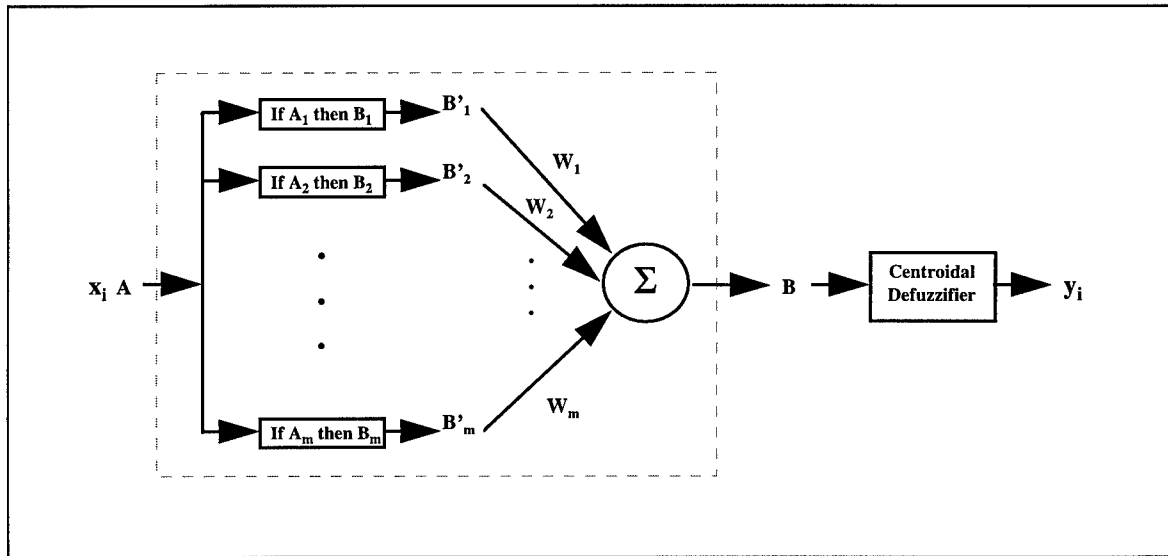 If A₁ then B₁ B'₁
W₁
If A₂ then B₂ B'₂
W₂
xᵢ A
Σ
B
Centroidal
Defuzzifier
yᵢ
Wₘ
If Aₘ then Bₘ B'ₘ